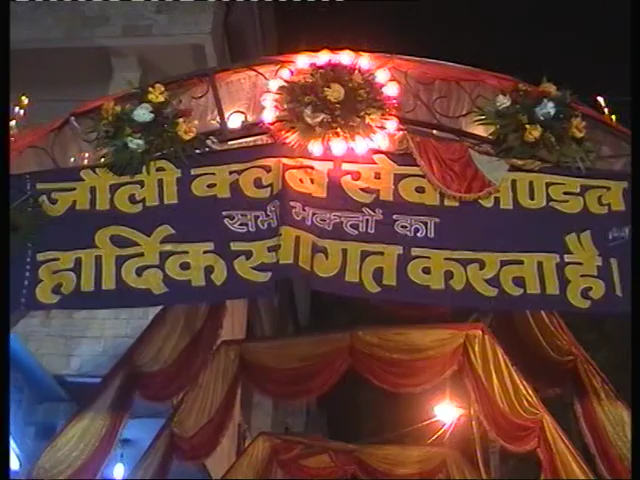 जॉली क्लब सेवा मण्डल
सभी भक्तों का
हार्दिक स्वागत करता है।